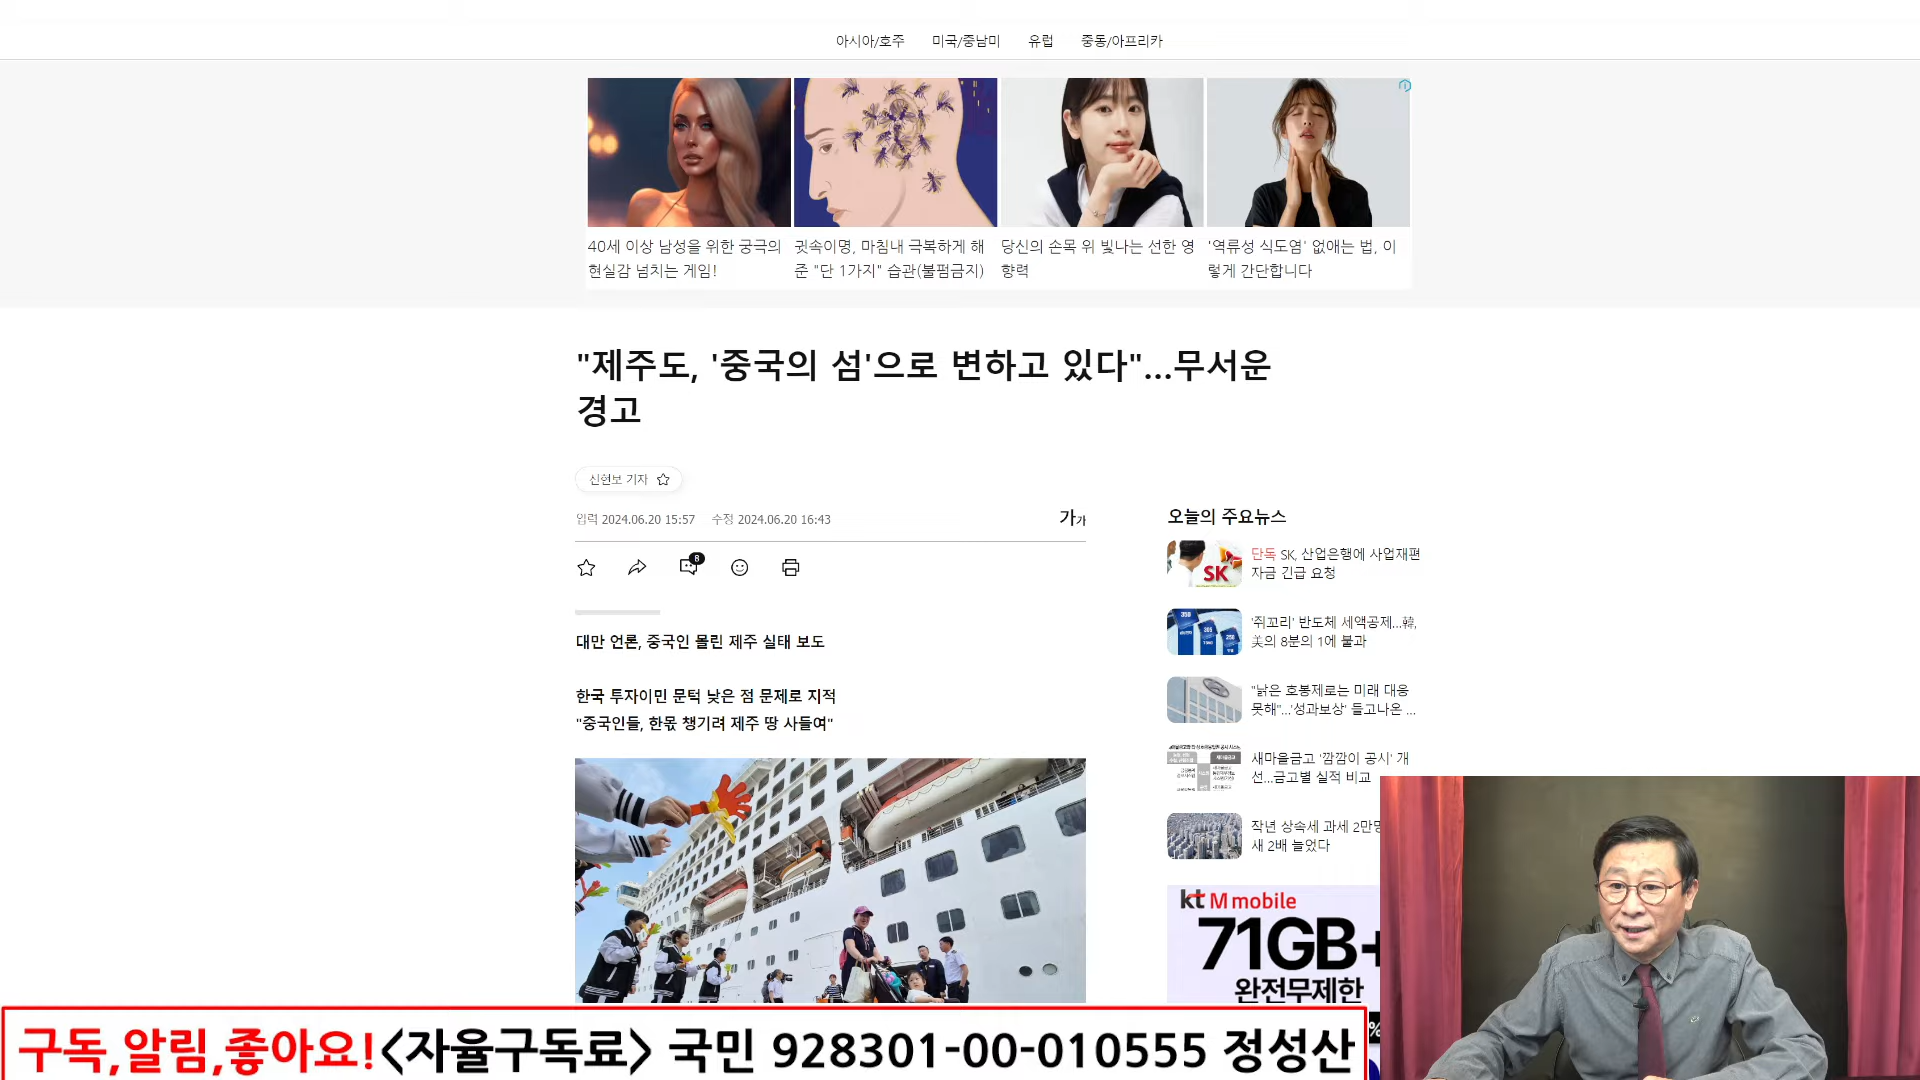 아시아/호주 미국/중남미 유럽 중동/아프리카
40세 이상 남성을 위한 궁극의
현실감 넘치는 게임!
귓속이명, 마침내 극복하게 해
준 "단 1가지" 습관(불펌금지)
당신의 손목 위 빛나는 선한 영
향력
'역류성 식도염' 없애는 법, 이
렇게 간단합니다
"제주도, '중국의 섬'으로 변하고 있다"…무서운
경고
신현보 기자
입력 2024.06.20 15:57 수정 2024.06.20 16:43
가가
8
대만 언론, 중국인 몰린 제주 실태 보도
한국 투자이민 문턱 낮은 점 문제로 지적
"중국인들, 한몫 챙기려 제주 땅 사들여"
오늘의 주요뉴스
SK
단독 SK, 산업은행에 사업재편
자금 긴급 요청
'쥐꼬리' 반도체 세액공제…韓,
美의 8분의 1에 불과
"낡은 호봉제로는 미래 대응
못해"…'성과보상' 들고나온 ...
새마을금고 '깜깜이 공시' 개
선…금고별 실적 비교
작년 상속세 과세 2만명
새 2배 늘었다
kt M mobile
71GB+
완전무제한
%
구독,알림,좋아요!<자율구독료> 국민 928301-00-010555 정성산